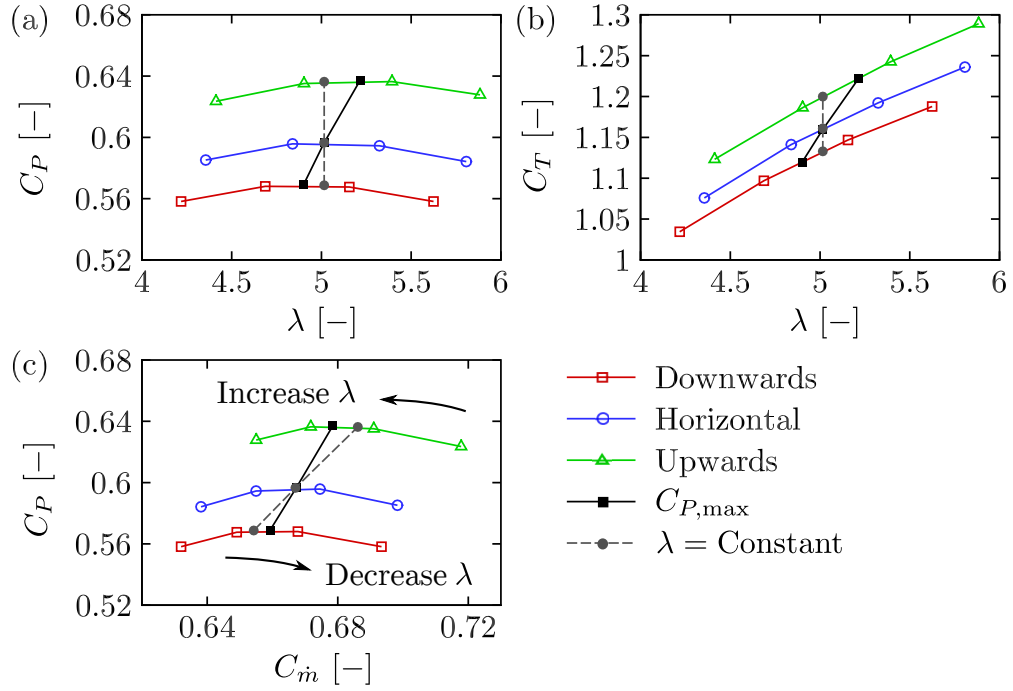 (a)
0.68
0.64
0.6
0.56
0.52
C_P [−]
4 4.5 5 5.5 6
λ [−]
(b)
1.3
1.25
1.2
1.15
1.1
1.05
1
C_T [−]
4 4.5 5 5.5 6
λ [−]
(c)
0.68
0.64
0.6
0.56
0.52
C_P [−]
Increase λ
Decrease λ
0.64 0.68 0.72
C_ṁ [−]
Downwards
Horizontal
Upwards
C_P,max
λ = Constant